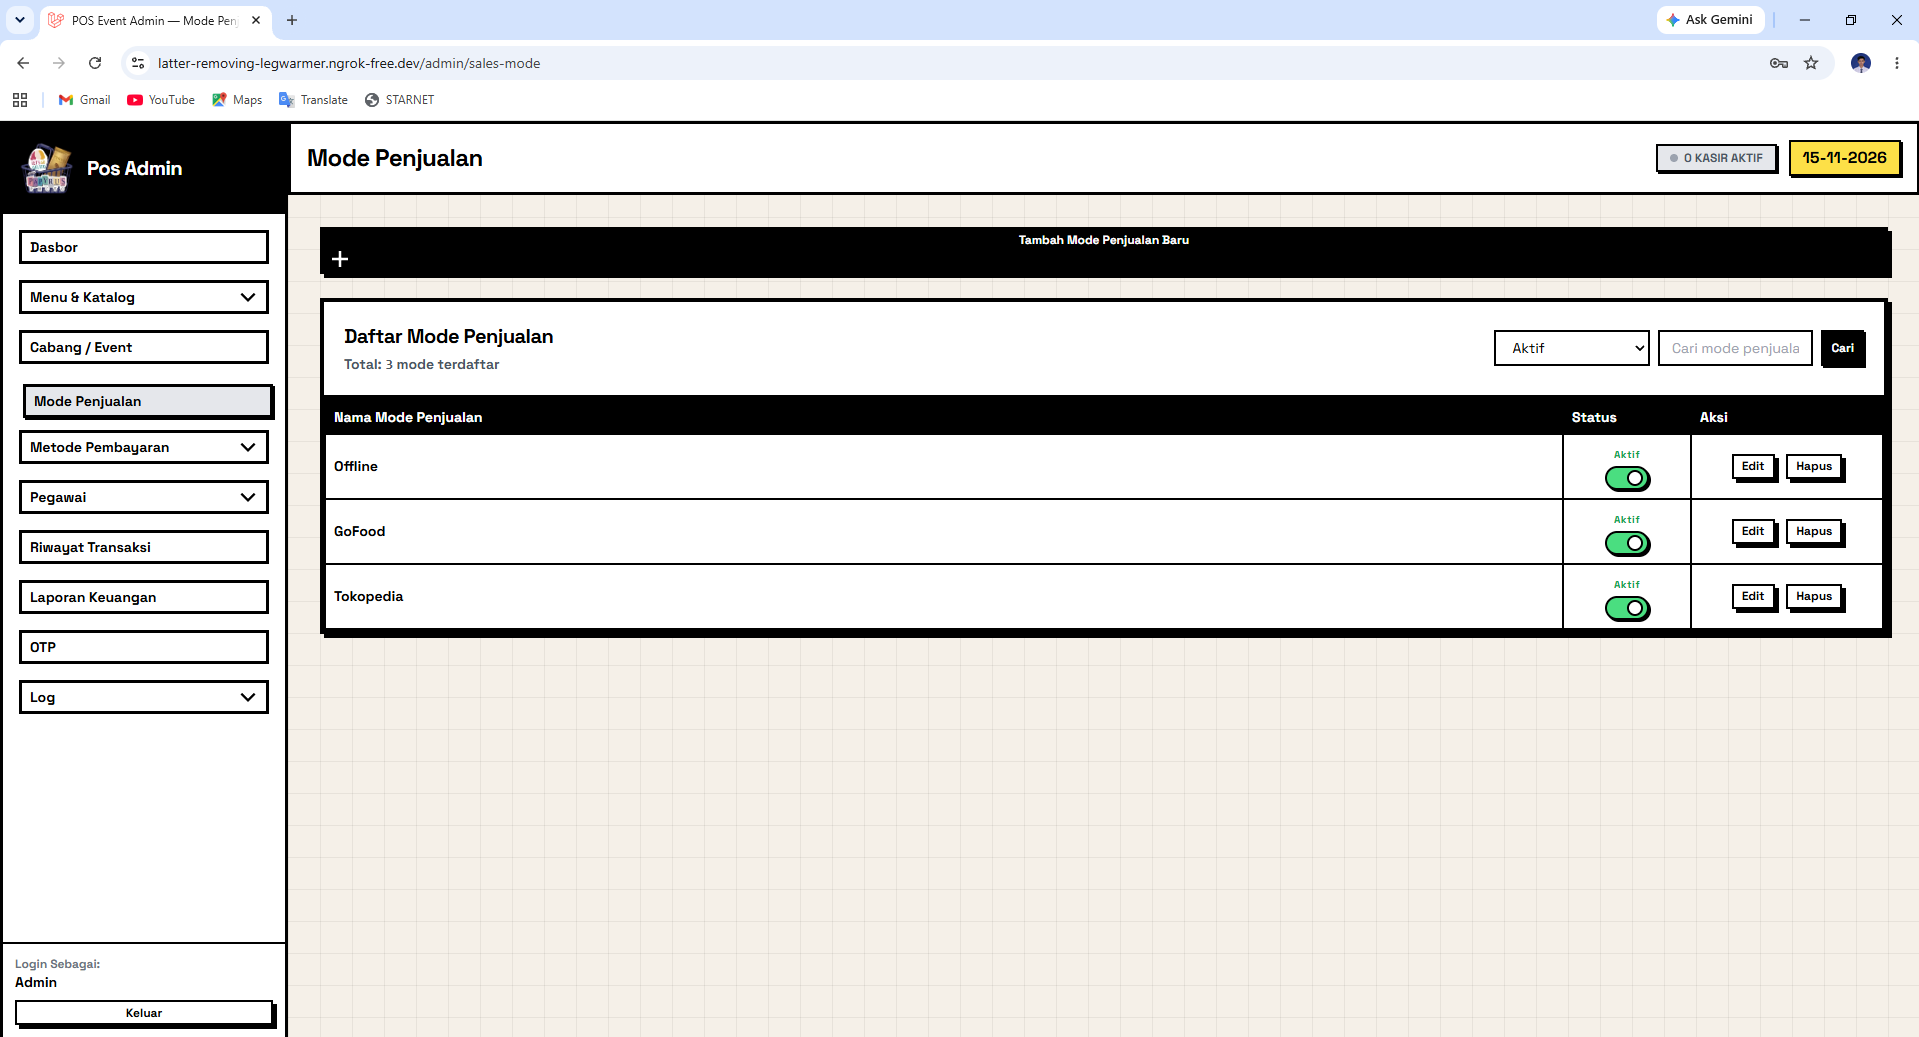 POS Event Admin — Mode Pen
Ask Gemini
latter-removing-legwarmer.ngrok-free.dev/admin/sales-mode
Gmail
YouTube
Maps
Translate
STARNET
Pos Admin
Mode Penjualan
0 KASIR AKTIF
15-11-2026
Dasbor
Menu & Katalog
Cabang / Event
Mode Penjualan
Metode Pembayaran
Pegawai
Riwayat Transaksi
Laporan Keuangan
OTP
Log
Login Sebagai:
Admin
Keluar
Tambah Mode Penjualan Baru
Daftar Mode Penjualan
Total: 3 mode terdaftar
Aktif
Cari mode penjuala
Cari
Nama Mode Penjualan Status Aksi
Offline Aktif Edit Hapus
GoFood Aktif Edit Hapus
Tokopedia Aktif Edit Hapus